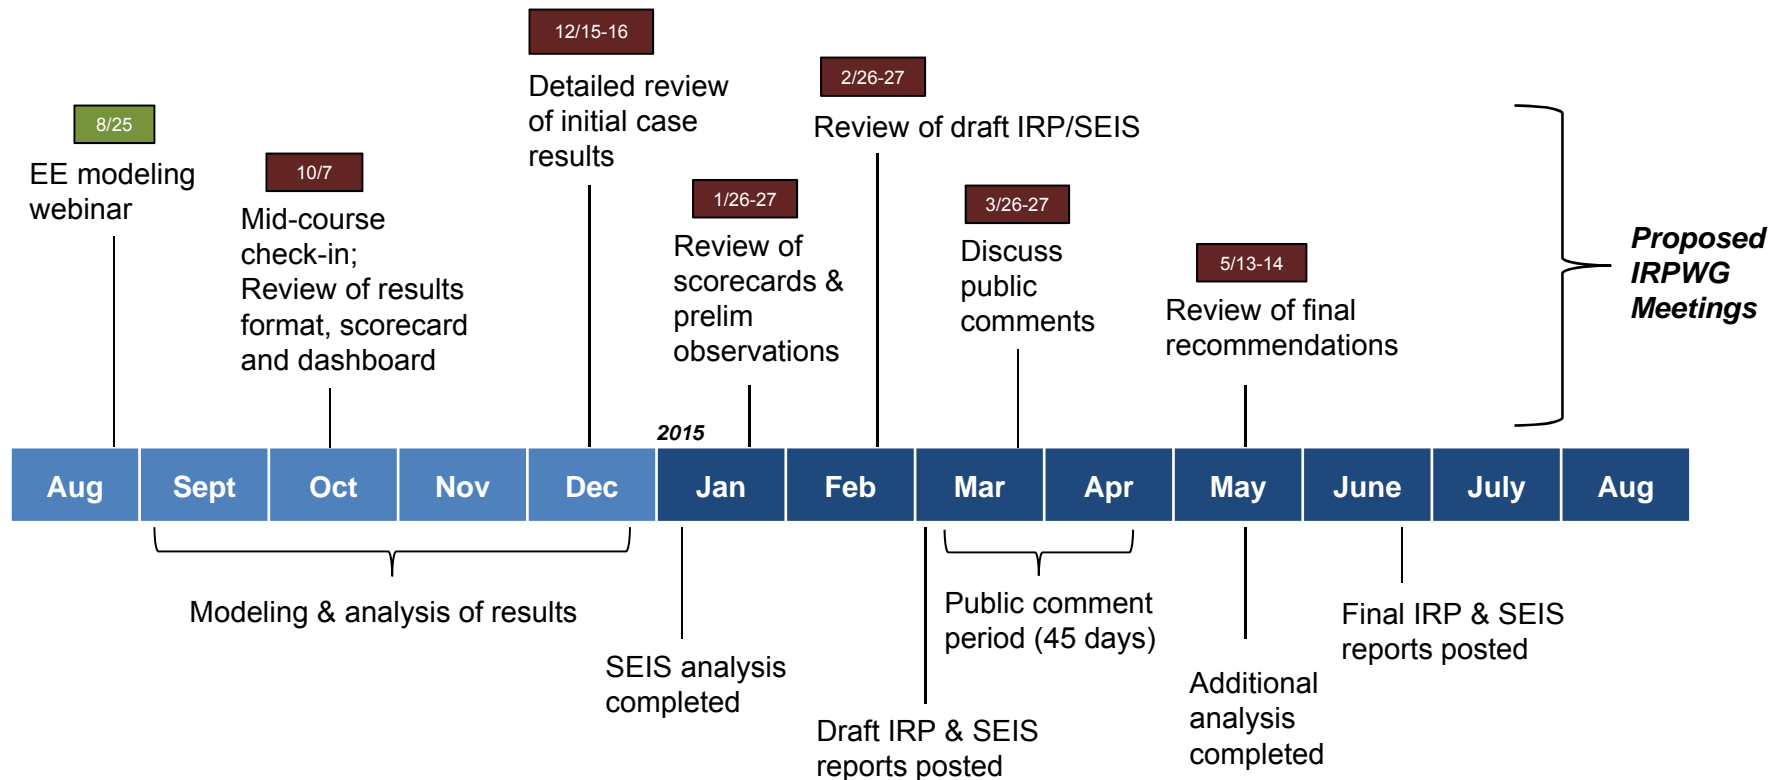 8/25
EE modeling
webinar
10/7
Mid-course
check-in;
Review of results
format, scorecard
and dashboard
12/15-16
Detailed review
of initial case
results
1/26-27
Review of
scorecards &
prelim
observations
2/26-27
Review of draft IRP/SEIS
3/26-27
Discuss
public
comments
5/13-14
Review of final
recommendations
Proposed
IRPWG
Meetings
2015
Aug Sept Oct Nov Dec Jan Feb Mar Apr May June July Aug
Modeling & analysis of results
SEIS analysis
completed
Draft IRP & SEIS
reports posted
Public comment
period (45 days)
Additional
analysis
completed
Final IRP & SEIS
reports posted